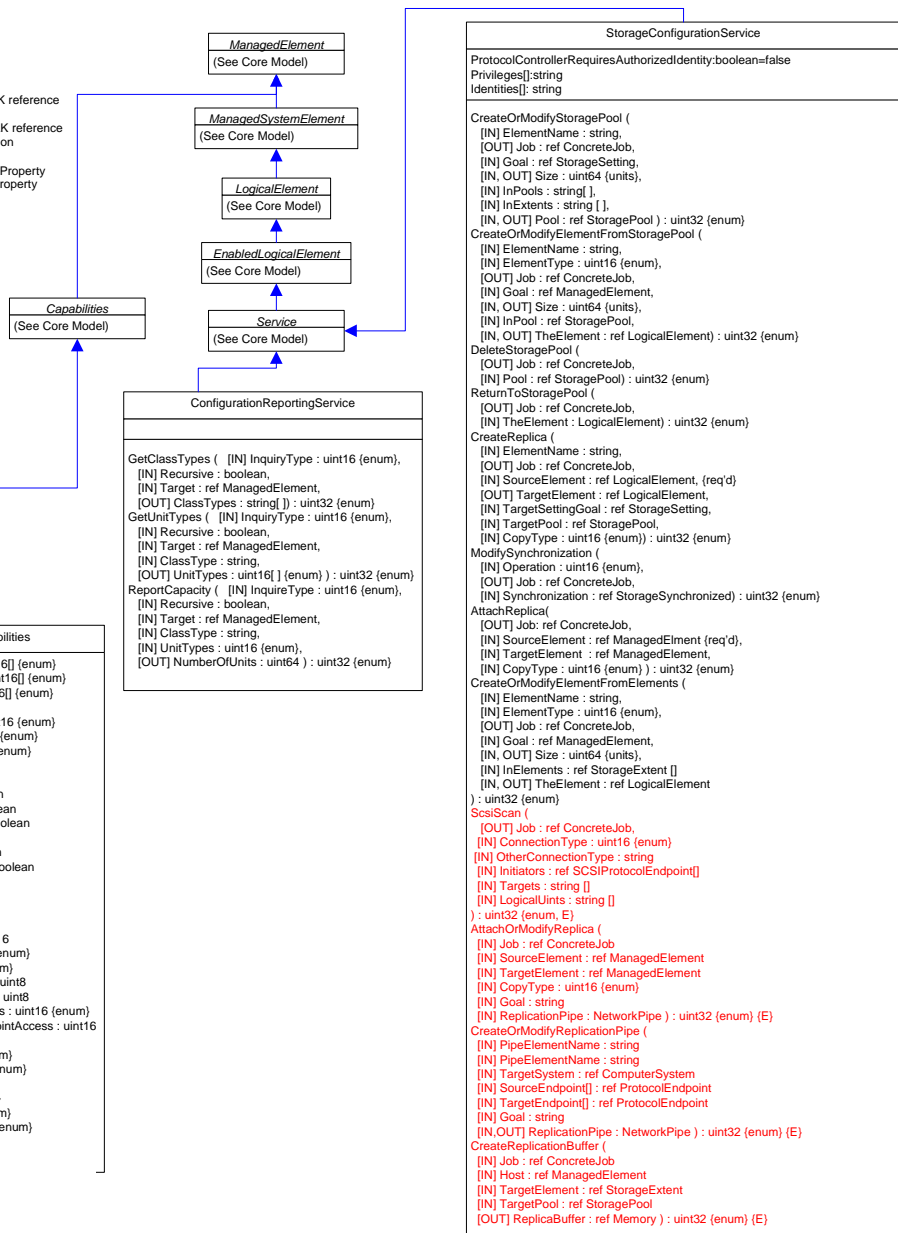 K reference
K reference
on
Property
roperty
ManagedElement
(See Core Model)
ManagedSystemElement
(See Core Model)
LogicalElement
(See Core Model)
EnabledLogicalElement
(See Core Model)
Capabilities
(See Core Model)
Service
(See Core Model)
ConfigurationReportingService
GetClassTypes ( [IN] InquiryType : uint16 {enum},
[IN] Recursive : boolean,
[IN] Target : ref ManagedElement,
[OUT] ClassTypes : string[ ]) : uint32 {enum}
GetUnitTypes ( [IN] InquiryType : uint16 {enum},
[IN] Recursive : boolean,
[IN] Target : ref ManagedElement,
[IN] ClassType : string,
[OUT] UnitTypes : uint16[ ] {enum} ) : uint32 {enum}
ReportCapacity ( [IN] InquireType : uint16 {enum},
[IN] Recursive : boolean,
[IN] Target : ref ManagedElement,
[IN] ClassType : string,
[IN] UnitTypes : uint16 {enum},
[OUT] NumberOfUnits : uint64 ) : uint32 {enum}
bilities
6[] {enum}
nt16[] {enum}
6[] {enum}
16 {enum}
{enum}
enum}
n
ean
olean
n
oolean
6
enum}
m}
uint8
uint8
s : uint16 {enum}
ointAccess : uint16
m}
num}
m}
enum}
StorageConfigurationService
ProtocolControllerRequiresAuthorizedIdentity:boolean=false
Privileges[]:string
Identities[]: string
CreateOrModifyStoragePool (
[IN] ElementName : string,
[OUT] Job : ref ConcreteJob,
[IN] Goal : ref StorageSetting,
[IN, OUT] Size : uint64 {units},
[IN] InPools : string[ ],
[IN] InExtents : string [ ],
[IN, OUT] Pool : ref StoragePool ) : uint32 {enum}
CreateOrModifyElementFromStoragePool (
[IN] ElementName : string,
[IN] ElementType : uint16 {enum},
[OUT] Job : ref ConcreteJob,
[IN] Goal : ref ManagedElement,
[IN, OUT] Size : uint64 {units},
[IN] InPool : ref StoragePool,
[IN, OUT] TheElement : ref LogicalElement) : uint32 {enum}
DeleteStoragePool (
[OUT] Job : ref ConcreteJob,
[IN] Pool : ref StoragePool) : uint32 {enum}
ReturnToStoragePool (
[OUT] Job : ref ConcreteJob,
[IN] TheElement : LogicalElement) : uint32 {enum}
CreateReplica (
[IN] ElementName : string,
[OUT] Job : ref ConcreteJob,
[IN] SourceElement : ref LogicalElement, {req'd}
[OUT] TargetElement : ref LogicalElement,
[IN] TargetSettingGoal : ref StorageSetting,
[IN] TargetPool : ref StoragePool,
[IN] CopyType : uint16 {enum}) : uint32 {enum}
ModifySynchronization (
[IN] Operation : uint16 {enum},
[OUT] Job : ref ConcreteJob,
[IN] Synchronization : ref StorageSynchronized) : uint32 {enum}
AttachReplica(
[OUT] Job: ref ConcreteJob,
[IN] SourceElement : ref ManagedElment {req'd},
[IN] TargetElement : ref ManagedElement,
[IN] CopyType : uint16 {enum} ) : uint32 {enum}
CreateOrModifyElementFromElements (
[IN] ElementName : string,
[IN] ElementType : uint16 {enum},
[OUT] Job : ref ConcreteJob,
[IN] Goal : ref ManagedElement,
[IN, OUT] Size : uint64 {units},
[IN] InElements : ref StorageExtent []
[IN, OUT] TheElement : ref LogicalElement
) : uint32 {enum}
ScsiScan (
[OUT] Job : ref ConcreteJob,
[IN] ConnectionType : uint16 {enum}
[IN] OtherConnectionType : string
[IN] Initiators : ref SCSIProtocolEndpoint[]
[IN] Targets : string []
[IN] LogicalUints : string []
) : uint32 {enum, E}
AttachOrModifyReplica (
[IN] Job : ref ConcreteJob
[IN] SourceElement : ref ManagedElement
[IN] TargetElement : ref ManagedElement
[IN] CopyType : uint16 {enum}
[IN] Goal : string
[IN] ReplicationPipe : NetworkPipe ) : uint32 {enum} {E}
CreateOrModifyReplicationPipe (
[IN] PipeElementName : string
[IN] PipeElementName : string
[IN] TargetSystem : ref ComputerSystem
[IN] SourceEndpoint[] : ref ProtocolEndpoint
[IN] TargetEndpoint[] : ref ProtocolEndpoint
[IN] Goal : string
[IN,OUT] ReplicationPipe : NetworkPipe ) : uint32 {enum} {E}
CreateReplicationBuffer (
[IN] Job : ref ConcreteJob
[IN] Host : ref ManagedElement
[IN] TargetElement : ref StorageExtent
[IN] TargetPool : ref StoragePool
[OUT] ReplicaBuffer : ref Memory ) : uint32 {enum} {E}